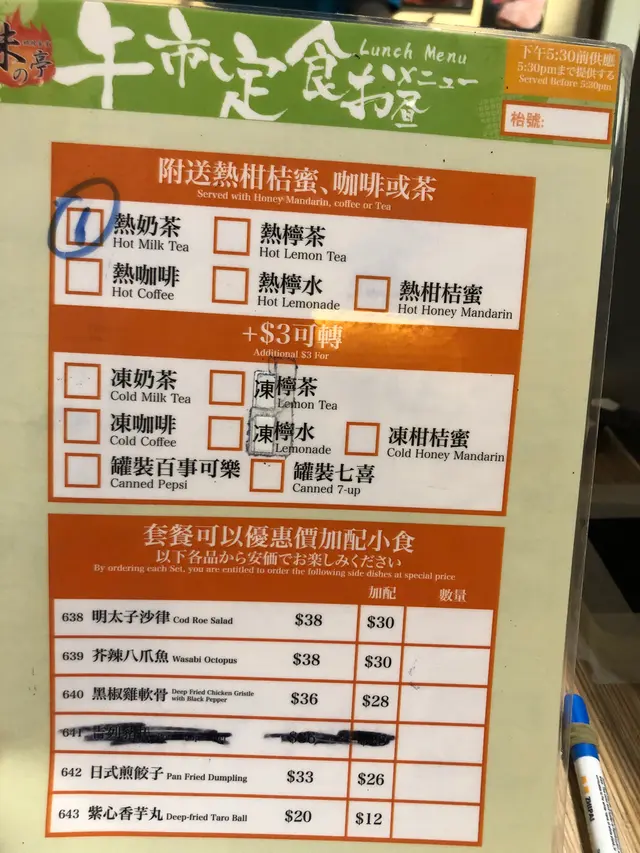 味の亭
午市定食お昼メニュー
Lunch Menu
下午5:30前供應
5:30pmまで提供する
Served Before 5:30pm
枱號:
附送熱柑桔蜜、咖啡或茶
Served with Honey Mandarin, coffee or Tea
1 熱奶茶 熱檸茶
Hot Milk Tea Hot Lemon Tea
熱咖啡 熱檸水 熱柑桔蜜
Hot Coffee Hot Lemonade Hot Honey Mandarin
+$3可轉
Additional $3 For
凍奶茶 凍檸茶
Cold Milk Tea Lemon Tea
凍咖啡 凍檸水 凍柑桔蜜
Cold Coffee Lemonade Cold Honey Mandarin
罐裝百事可樂 罐裝七喜
Canned Pepsi Canned 7-up
套餐可以優惠價加配小食
以下各品から安価でお楽しみください
By ordering each Set, you are entitled to order the following side dishes at special price
加配 數量
638 明太子沙律 Cod Roe Salad $38 $30
639 芥辣八爪魚 Wasabi Octopus $38 $30
640 黑椒雞軟骨 Deep Fried Chicken Gristle with Black Pepper $36 $28
641
642 日式煎餃子 Pan Fried Dumpling $33 $26
643 紫心香芋丸 Deep-fried Taro Ball $20 $12